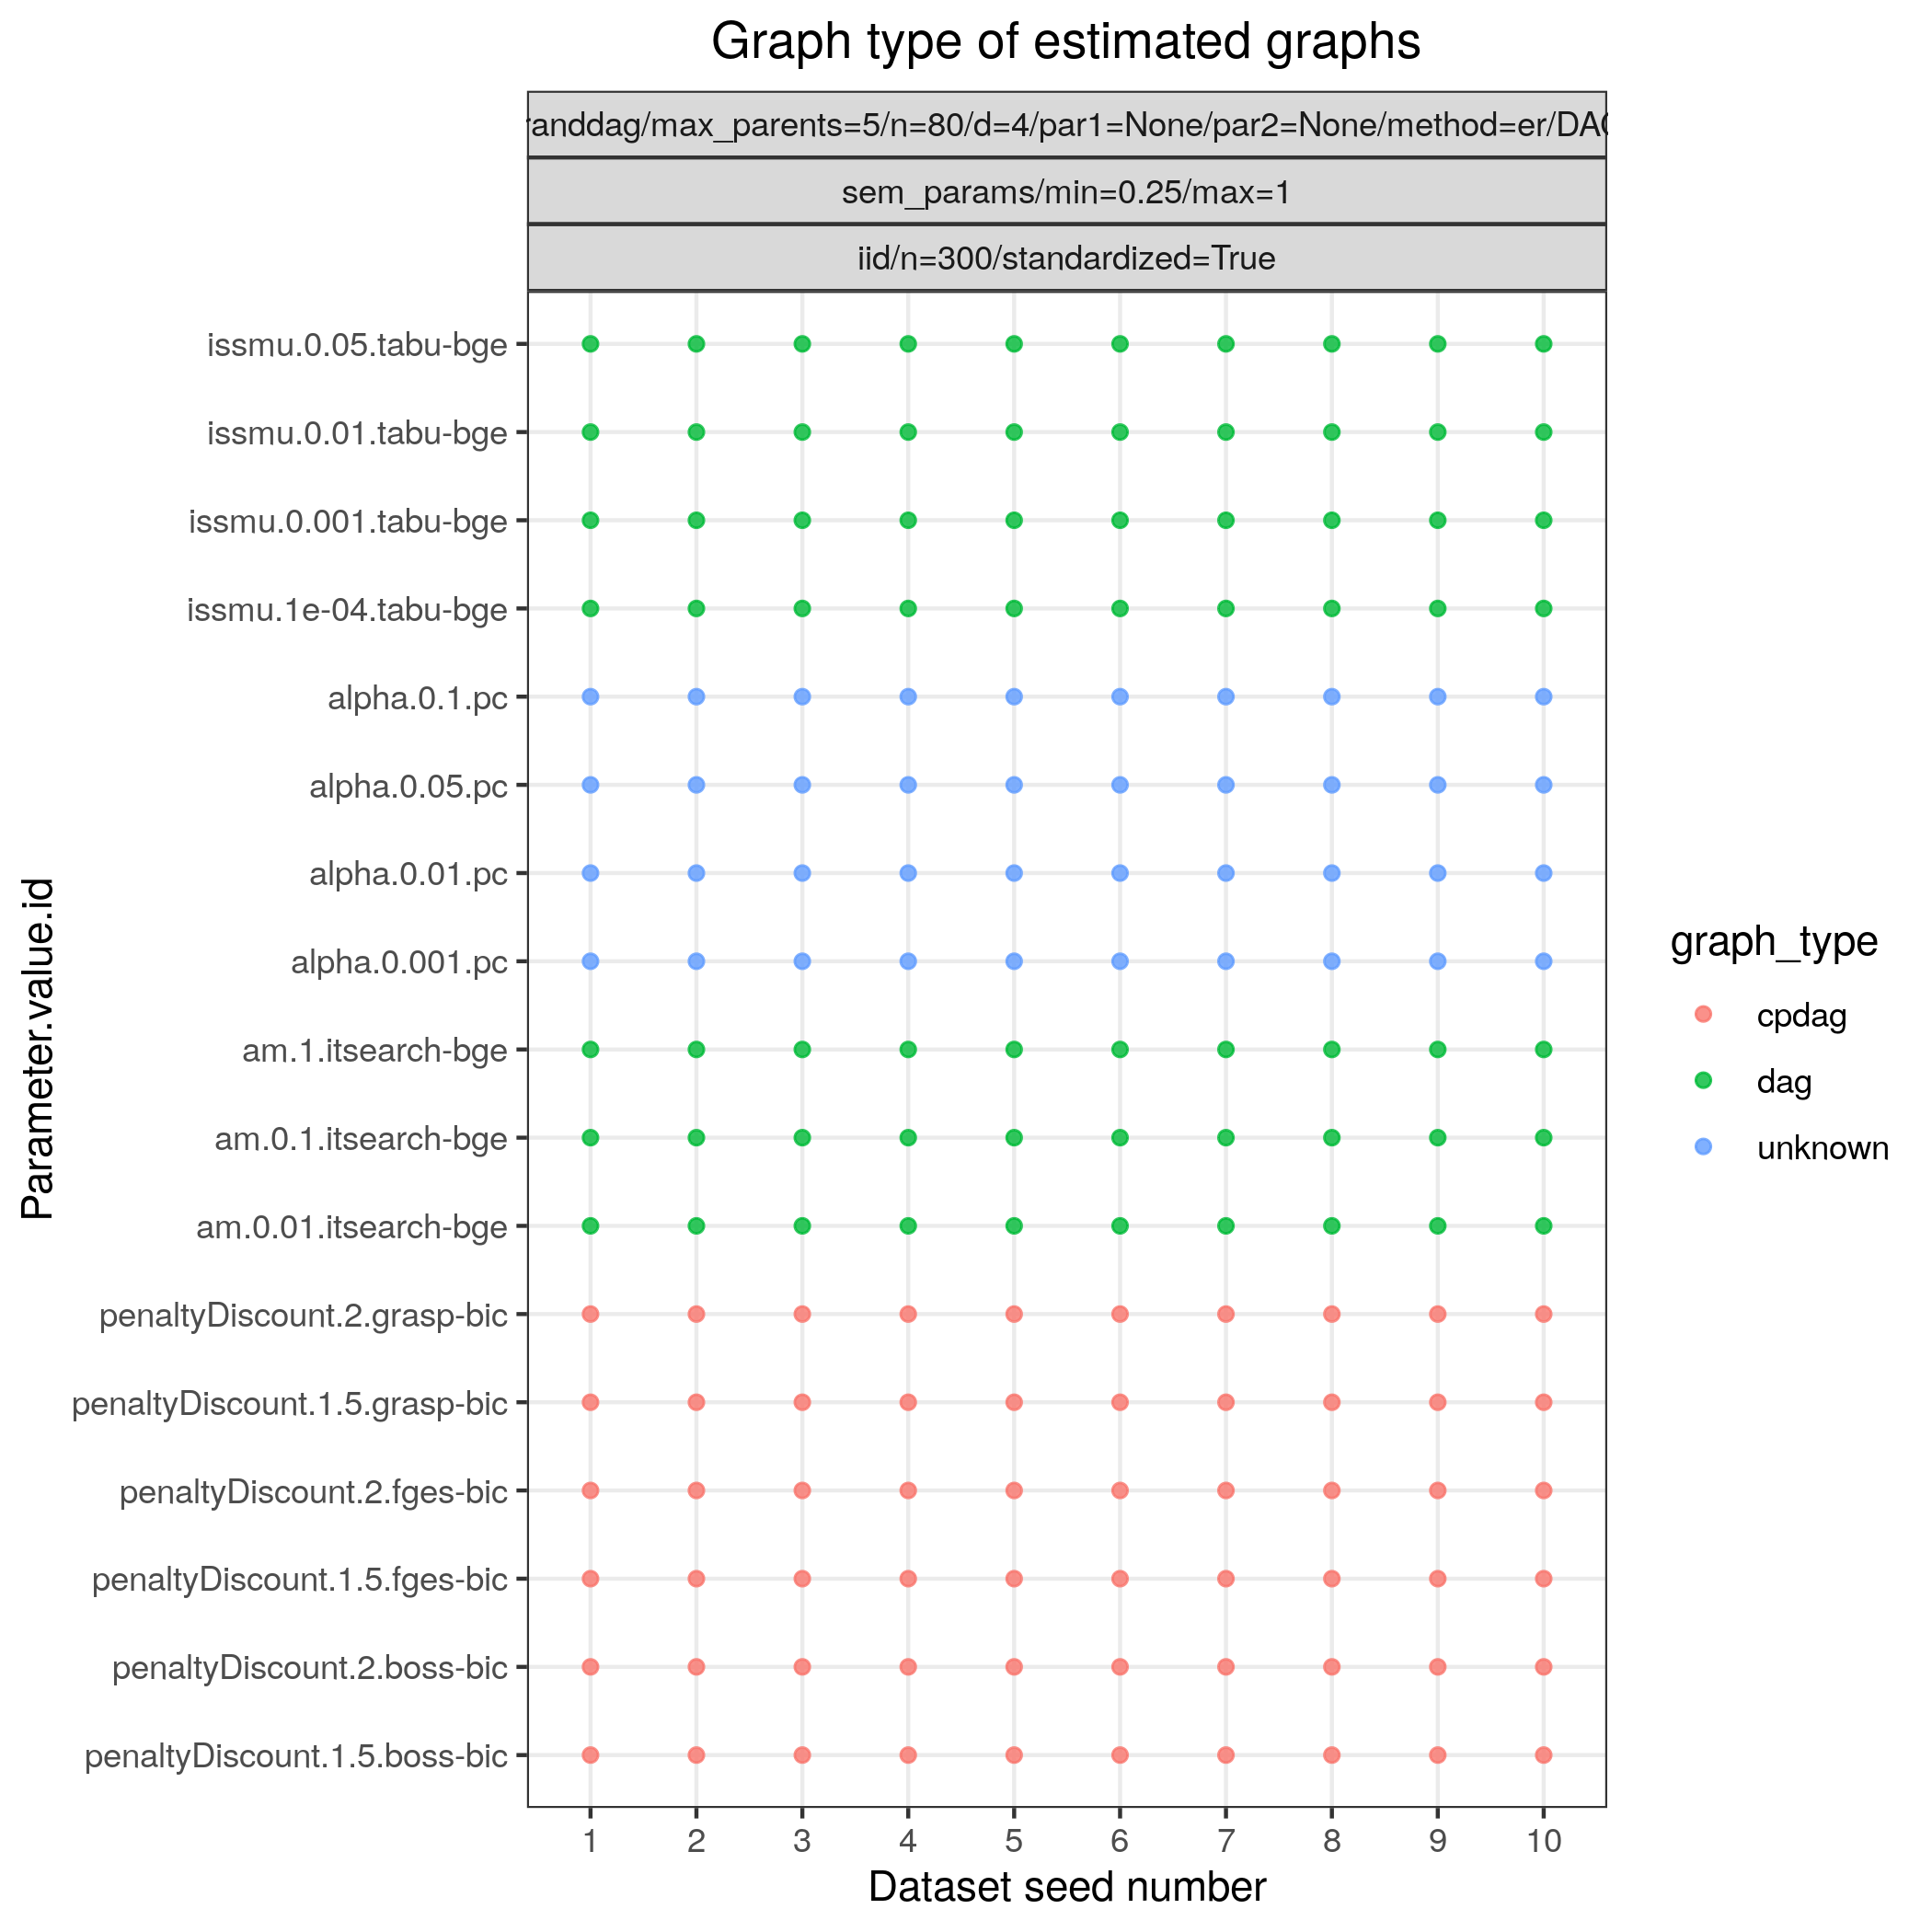 Graph type of estimated graphs
randdag/max_parents=5/n=80/d=4/par1=None/par2=None/method=er/DAG
sem_params/min=0.25/max=1
iid/n=300/standardized=True
issmu.0.05.tabu-bge
issmu.0.01.tabu-bge
issmu.0.001.tabu-bge
issmu.1e-04.tabu-bge
alpha.0.1.pc
alpha.0.05.pc
alpha.0.01.pc
alpha.0.001.pc
am.1.itsearch-bge
am.0.1.itsearch-bge
am.0.01.itsearch-bge
penaltyDiscount.2.grasp-bic
penaltyDiscount.1.5.grasp-bic
penaltyDiscount.2.fges-bic
penaltyDiscount.1.5.fges-bic
penaltyDiscount.2.boss-bic
penaltyDiscount.1.5.boss-bic
Parameter.value.id
1 2 3 4 5 6 7 8 9 10
Dataset seed number
graph_type
cpdag
dag
unknown